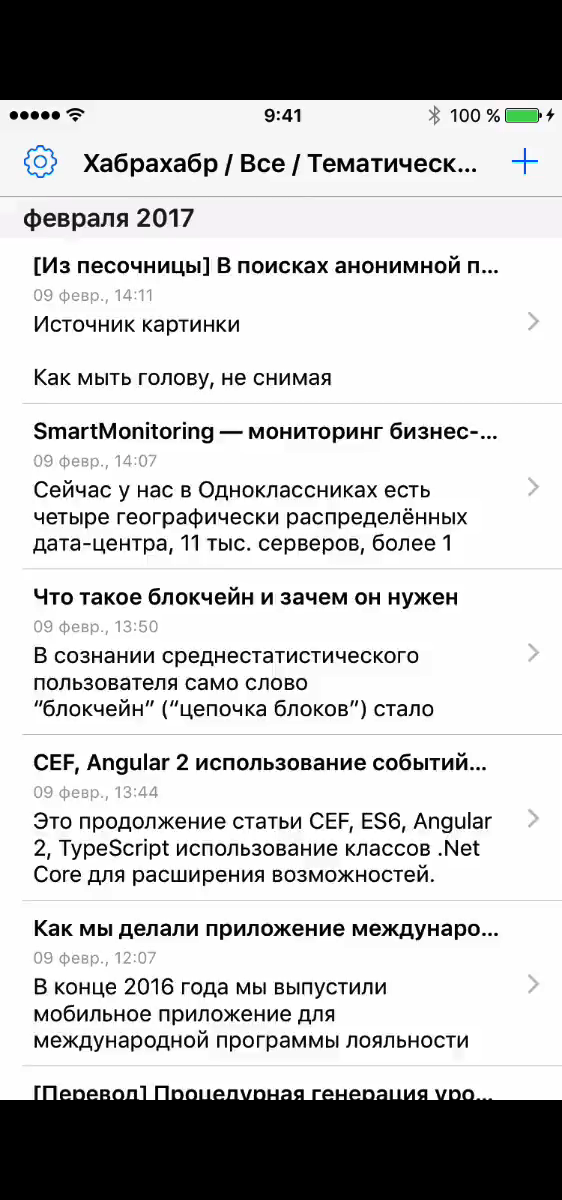 9:41
100 %
Хабрахабр / Все / Тематическ...
февраля 2017
[Из песочницы] В поисках анонимной п...
09 февр., 14:11
Источник картинки
Как мыть голову, не снимая
SmartMonitoring — мониторинг бизнес-...
09 февр., 14:07
Сейчас у нас в Одноклассниках есть
четыре географически распределённых
дата-центра, 11 тыс. серверов, более 1
Что такое блокчейн и зачем он нужен
09 февр., 13:50
В сознании среднестатистического
пользователя само слово
“блокчейн” (“цепочка блоков”) стало
CEF, Angular 2 использование событий...
09 февр., 13:44
Это продолжение статьи CEF, ES6, Angular
2, TypeScript использование классов .Net
Core для расширения возможностей.
Как мы делали приложение междунаро...
09 февр., 12:07
В конце 2016 года мы выпустили
мобильное приложение для
международной программы лояльности
[Перевод] Процедурная генерация уро...